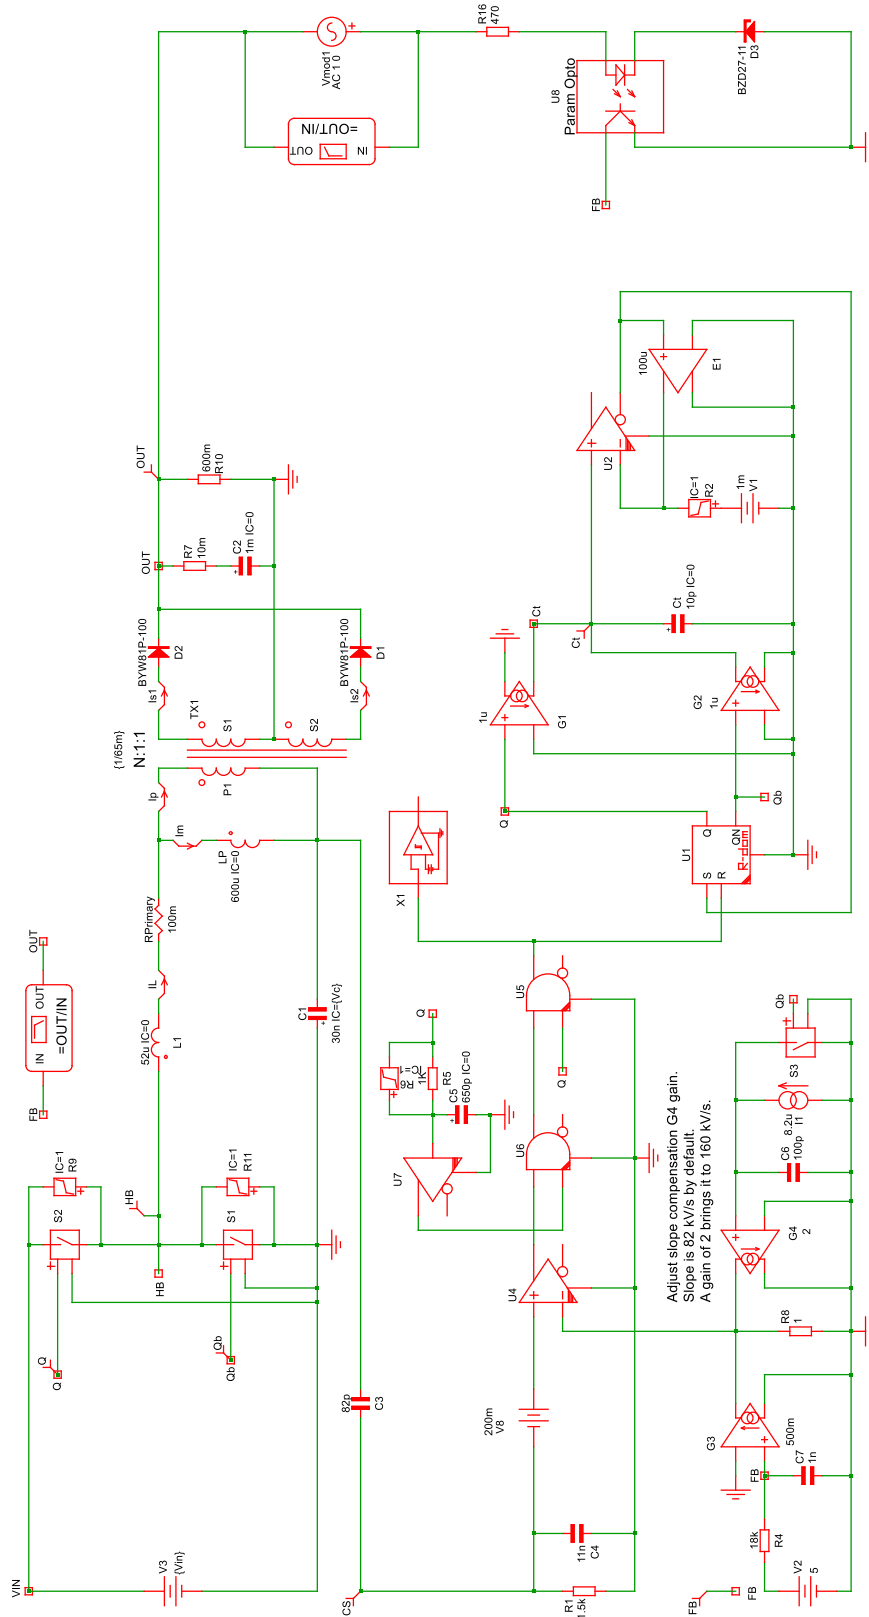 VIN
V3
{Vin}
Q
Q
S2
IC=1
R9
FB
IN
OUT
=OUT/IN
OUT
HB
HB
Qb
Qb
S1
IC=1
R11
52u IC=0
L1
IL
RPrimary
100m
Ip
Im
LP
600u IC=0
{1/65m}
N:1:1
P1
TX1
S1
S2
Is1
BYW81P-100
D2
Is2
BYW81P-100
D1
OUT
R7
10m
C2
1m IC=0
OUT
600m
R10
C1
30n IC={Vc}
Vmod1
AC 1 0
OUT
IN
=OUT/IN
R16
470
U8
Param Opto
FB
BZD27-11
D3
CS
82p
C3
200m
V8
R1
1.5k
11n
C4
U4
U7
R6
IC=1
1K
R5
Q
C5
650p IC=0
U6
U5
Q
X1
Q
1u
G1
Ct
Ct
Ct
10p IC=0
G2
1u
U1
S
R
Q
QN
Qb
U2
100u
E1
IC=1
R2
1m
V1
Adjust slope compensation G4 gain.
Slope is 82 kV/s by default.
A gain of 2 brings it to 160 kV/s.
FB
FB
V2
5
18k
R4
FB
C7
1n
G3
500m
R8
1
G4
2
C6
100p
8.2u
I1
S3
Qb